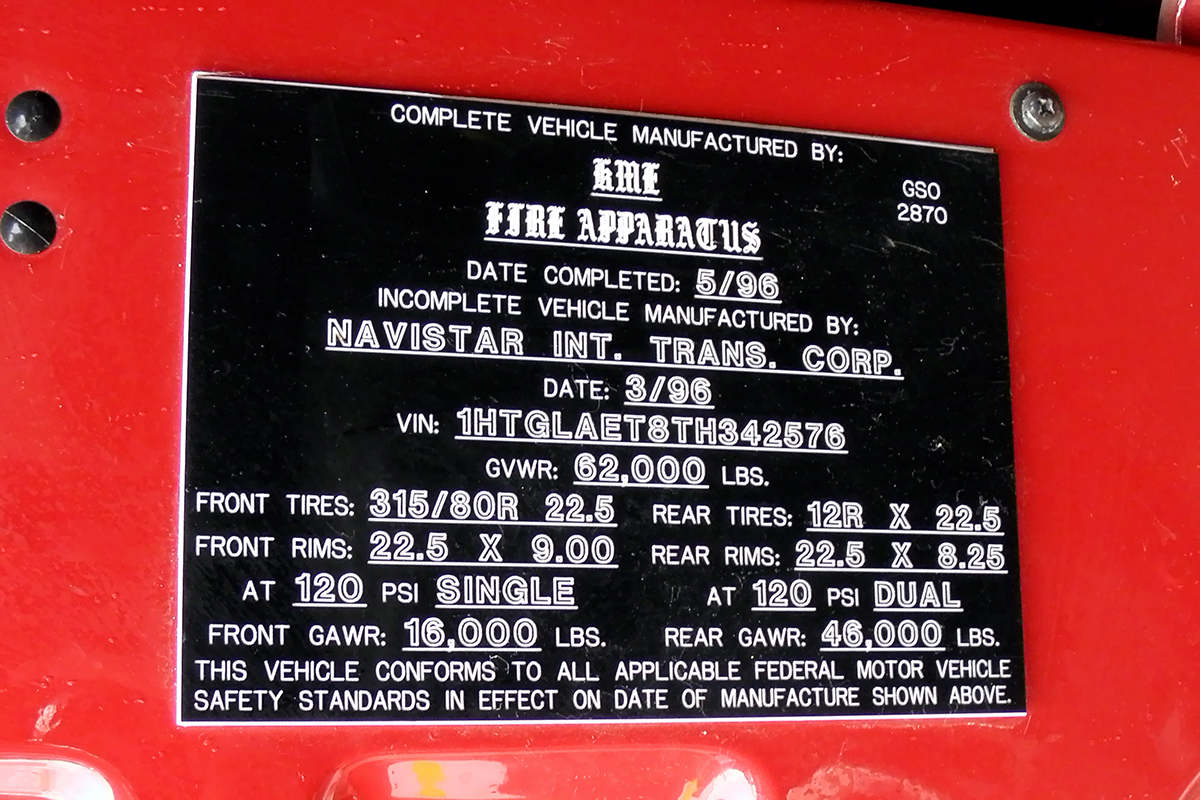 COMPLETE VEHICLE MANUFACTURED BY:
KME
GSO
2870
FIRE APPARATUS
DATE COMPLETED: 5/96
INCOMPLETE VEHICLE MANUFACTURED BY:
NAVISTAR INT. TRANS. CORP.
DATE: 3/96
VIN: 1HTGLAET8TH342576
GVWR: 62,000 LBS.
FRONT TIRES: 315/80R 22.5 REAR TIRES: 12R X 22.5
FRONT RIMS: 22.5 X 9.00 REAR RIMS: 22.5 X 8.25
AT 120 PSI SINGLE AT 120 PSI DUAL
FRONT GAWR: 16,000 LBS. REAR GAWR: 46,000 LBS.
THIS VEHICLE CONFORMS TO ALL APPLICABLE FEDERAL MOTOR VEHICLE
SAFETY STANDARDS IN EFFECT ON DATE OF MANUFACTURE SHOWN ABOVE.